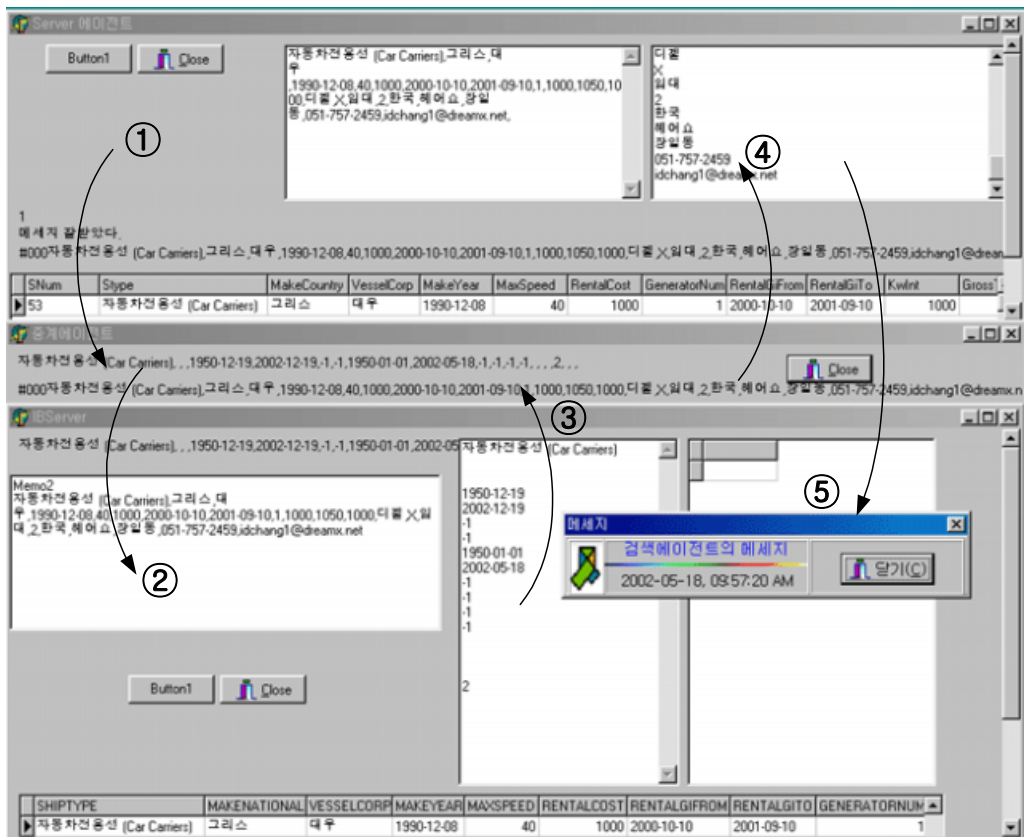 Server 에이전트
Button1
Close
자동차전용선 (Car Carriers),그리스,대
우
,1990-12-08,40,1000,2000-10-10,2001-09-10,1,1000,1050,10
00,디젤,X,임대,2,한국,헤어쇼,장일
동,051-757-2459,idchang1@dreamx.net,
디젤
X
임대
2
한국
헤어쇼
장일동
051-757-2459
idchang1@dreamx.net
①
④
1
메세지 잘받았다.
#000자동차전용선 (Car Carriers),그리스,대우,1990-12-08,40,1000,2000-10-10,2001-09-10,1,1000,1050,1000,디젤,X,임대,2,한국,헤어쇼,장일동,051-757-2459,idchang1@drean
SNum Stype MakeCountry VesselCorp MakeYear MaxSpeed RentalCost GeneratorNum RentalGiFrom RentalGiTo KwInt
53 자동차전용선 (Car Carriers) 그리스 대우 1990-12-08 40 1000 1 2000-10-10 2001-09-10 1000
중계에이전트
자동차전용선 (Car Carriers),,,1950-12-19,2002-12-19,-1,-1,1950-01-01,2002-05-18,-1,-1,-1,-1,,,,2,,,
Close
#000자동차전용선 (Car Carriers),그리스,대우,1990-12-08,40,1000,2000-10-10,2001-09-10,1,1000,1050,1000,디젤,X,임대,2,한국,헤어쇼,장일동,051-757-2459,idchang1@dreamx.n
IBServer
③
자동차전용선 (Car Carriers),,,1950-12-19,2002-12-19,-1,-1,1950-01-01,2002-05
Memo2
자동차전용선 (Car Carriers),그리스,대
우,1990-12-08,40,1000,2000-10-10,2001-09-10,1,1000,1050,1000,디젤,X,임
대,2,한국,헤어쇼,장일동,051-757-2459,idchang1@dreamx.net
②
자동차전용선 (Car Carriers)
1950-12-19
2002-12-19
-1
-1
1950-01-01
2002-05-18
-1
-1
-1
-1
2
⑤
메세지
검색에이전트의 메세지
2002-05-18, 09:57:20 AM
닫기(C)
Button1
Close
SHIPTYPE MAKENATIONAL VESSELCORP MAKEYEAR MAXSPEED RENTALCOST RENTALGIFROM RENTALGITO GENERATORNUM
자동차전용선 (Car Carriers) 그리스 대우 1990-12-08 40 1000 2000-10-10 2001-09-10 1